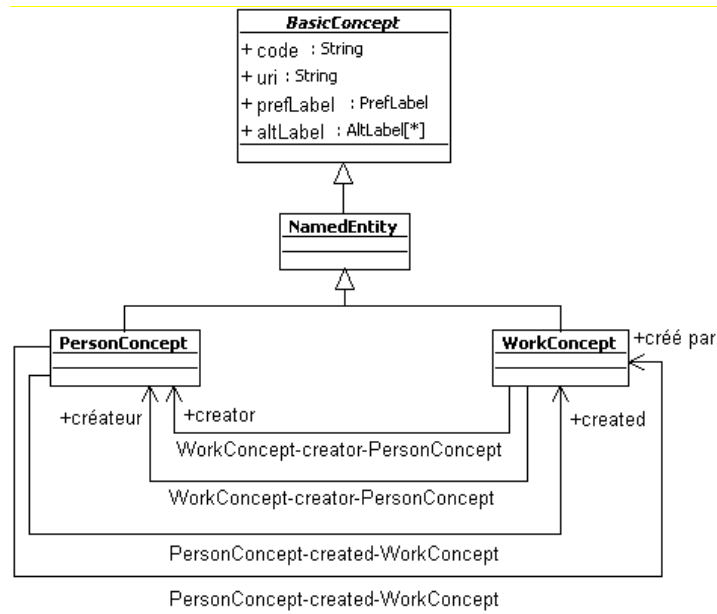 BasicConcept
+ code : String
+ uri : String
+ prefLabel : PrefLabel
+ altLabel : AltLabel[*]
NamedEntity
PersonConcept
WorkConcept
+créé par
+créateur
+creator
+created
WorkConcept-creator-PersonConcept
WorkConcept-creator-PersonConcept
PersonConcept-created-WorkConcept
PersonConcept-created-WorkConcept